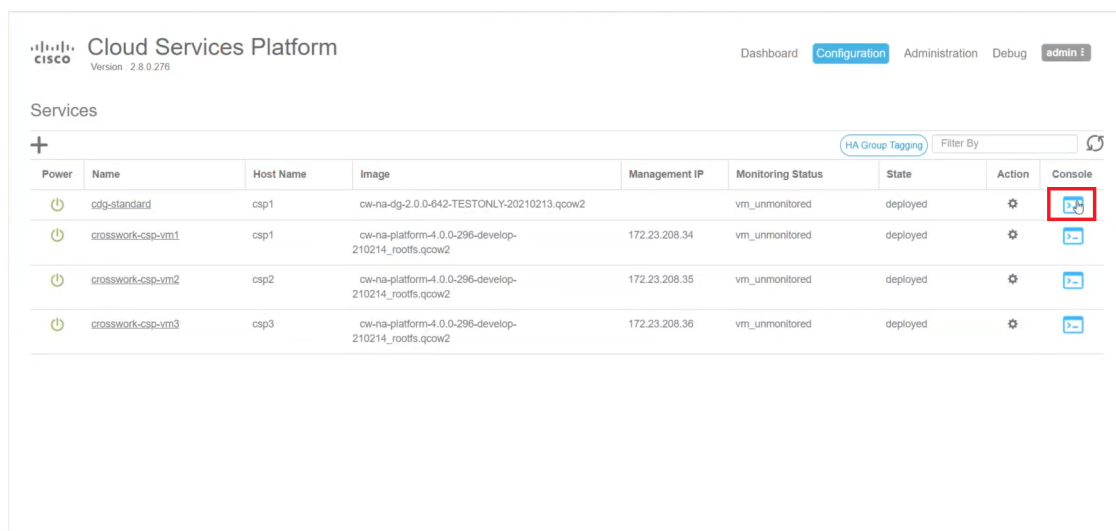 cisco Cloud Services Platform
Version : 2.8.0.276
Dashboard Configuration Administration Debug admin
Services
HA Group Tagging Filter By
Power Name Host Name Image Management IP Monitoring Status State Action Console
cdg-standard csp1 cw-na-dg-2.0.0-642-TESTONLY-20210213.qcow2 vm_unmonitored deployed
crosswork-csp-vm1 csp1 cw-na-platform-4.0.0-296-develop- 172.23.208.34 vm_unmonitored deployed
210214_rootfs.qcow2
crosswork-csp-vm2 csp2 cw-na-platform-4.0.0-296-develop- 172.23.208.35 vm_unmonitored deployed
210214_rootfs.qcow2
crosswork-csp-vm3 csp3 cw-na-platform-4.0.0-296-develop- 172.23.208.36 vm_unmonitored deployed
210214_rootfs.qcow2